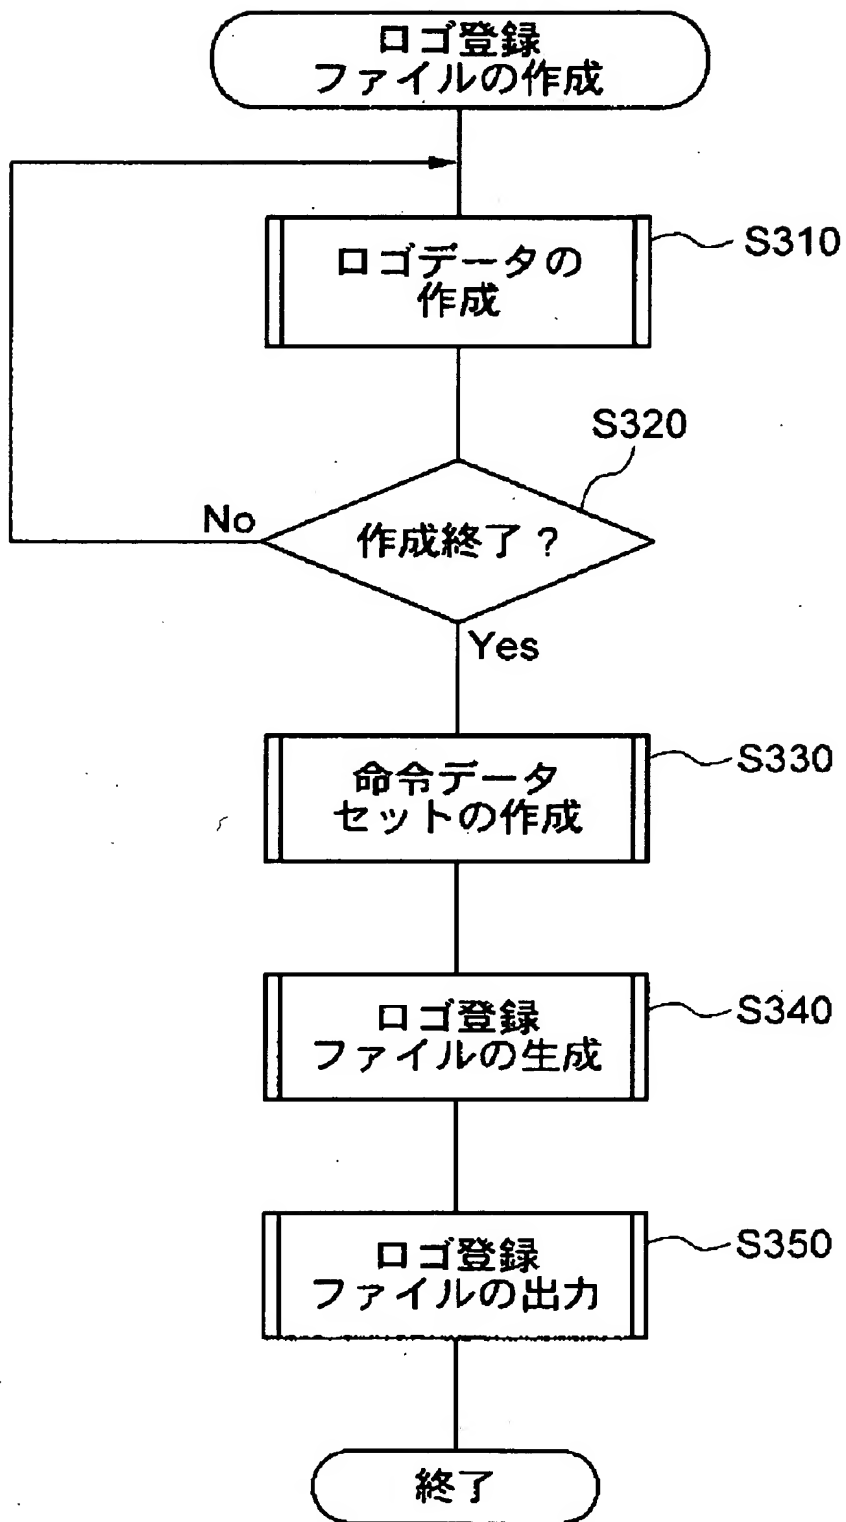 ロゴ登録
ファイルの作成
ロゴデータの
作成
S310
S320
No
作成終了?
Yes
命令データ
セットの作成
S330
ロゴ登録
ファイルの生成
S340
ロゴ登録
ファイルの出力
S350
終了